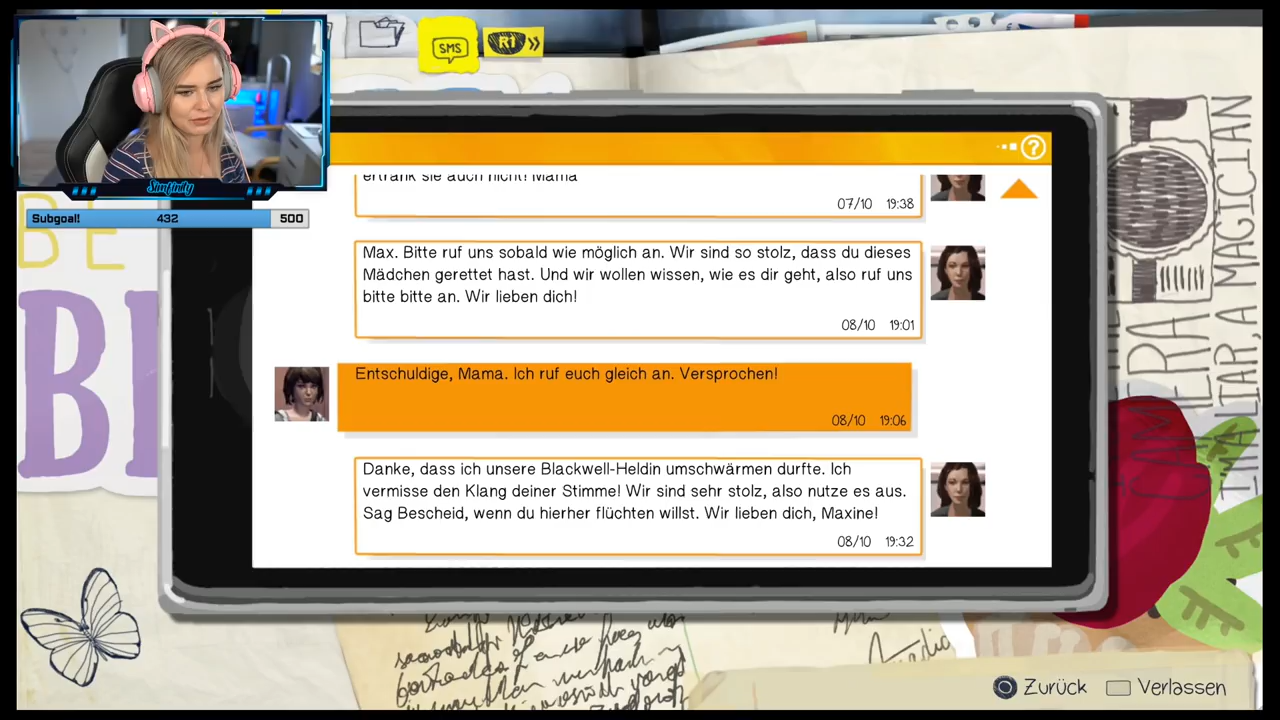 SMS
R1
Simfinity
Subgoal! 432 500
ertränk sie auch nicht! Mama
07/10 19:38
Max. Bitte ruf uns sobald wie möglich an. Wir sind so stolz, dass du dieses
Mädchen gerettet hast. Und wir wollen wissen, wie es dir geht, also ruf uns
bitte bitte an. Wir lieben dich!
08/10 19:01
Entschuldige, Mama. Ich ruf euch gleich an. Versprochen!
08/10 19:06
Danke, dass ich unsere Blackwell-Heldin umschwärmen durfte. Ich
vermisse den Klang deiner Stimme! Wir sind sehr stolz, also nutze es aus.
Sag Bescheid, wenn du hierher flüchten willst. Wir lieben dich, Maxine!
08/10 19:32
?
BE
Zurück
Verlassen
MAGICIAN